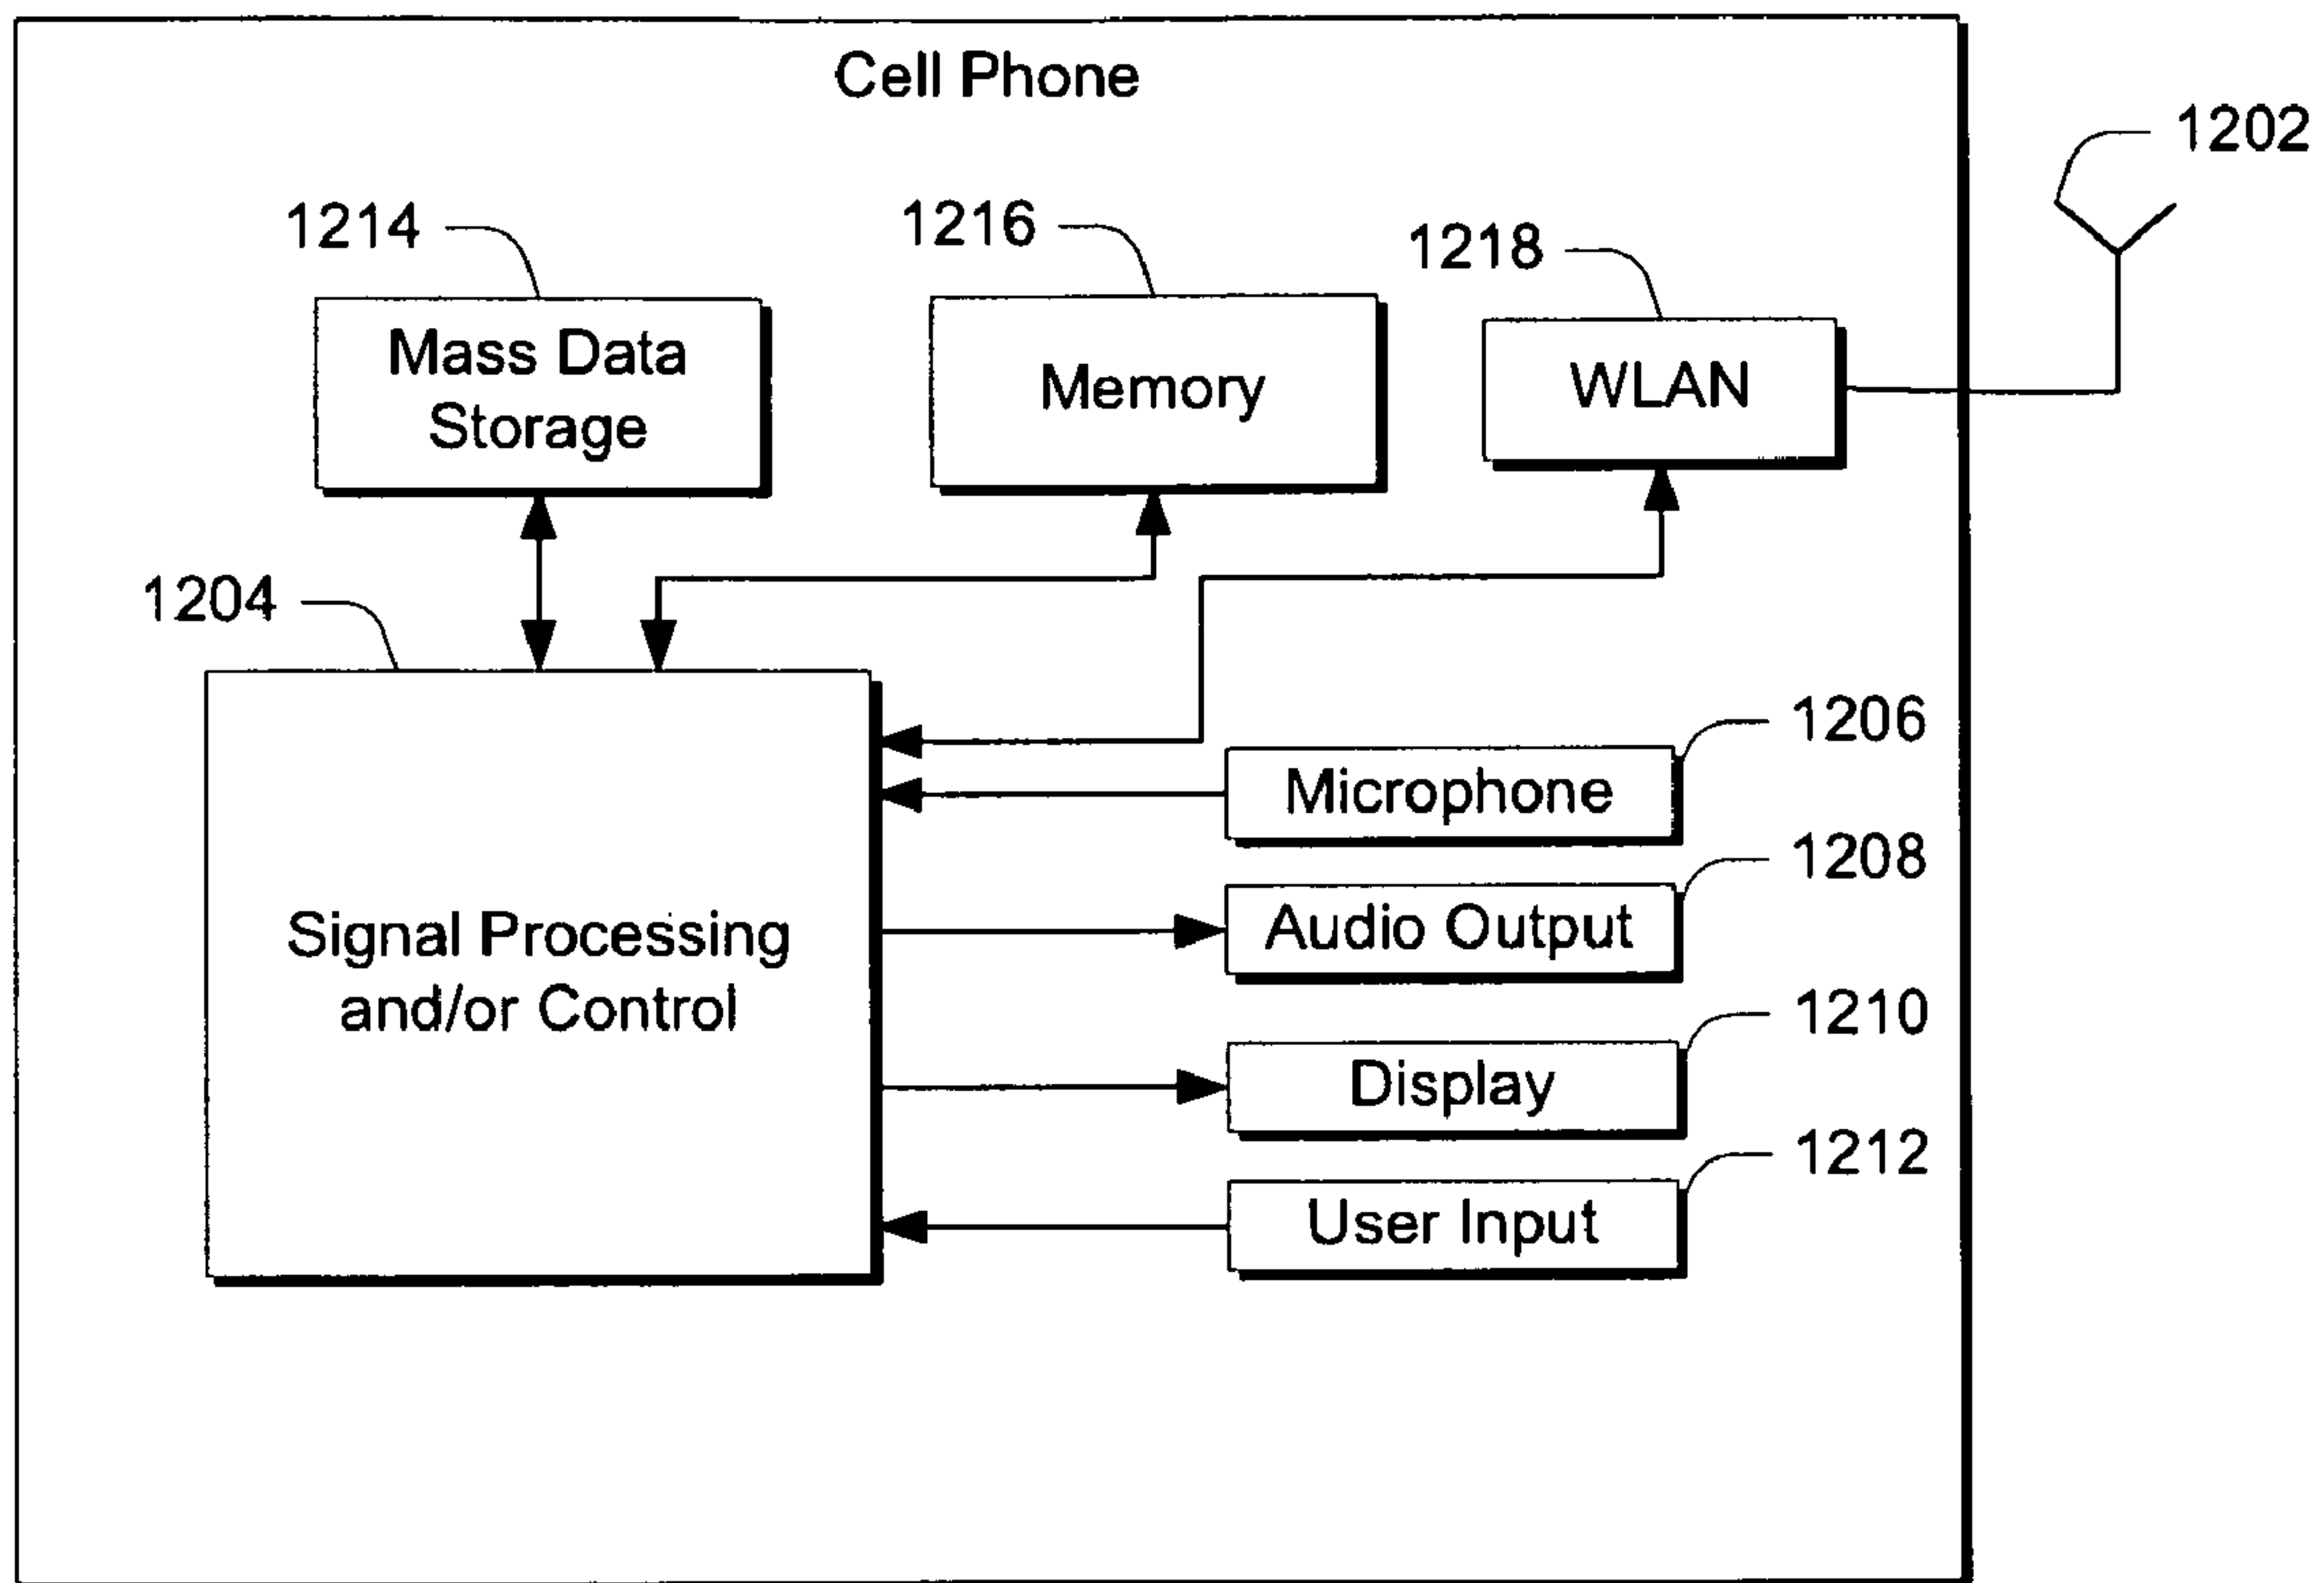 Cell Phone
1202
1214
1216
1218
Mass Data
Storage
Memory
WLAN
1204
1206
Microphone
1208
Audio Output
Signal Processing
and/or Control
1210
Display
1212
User Input